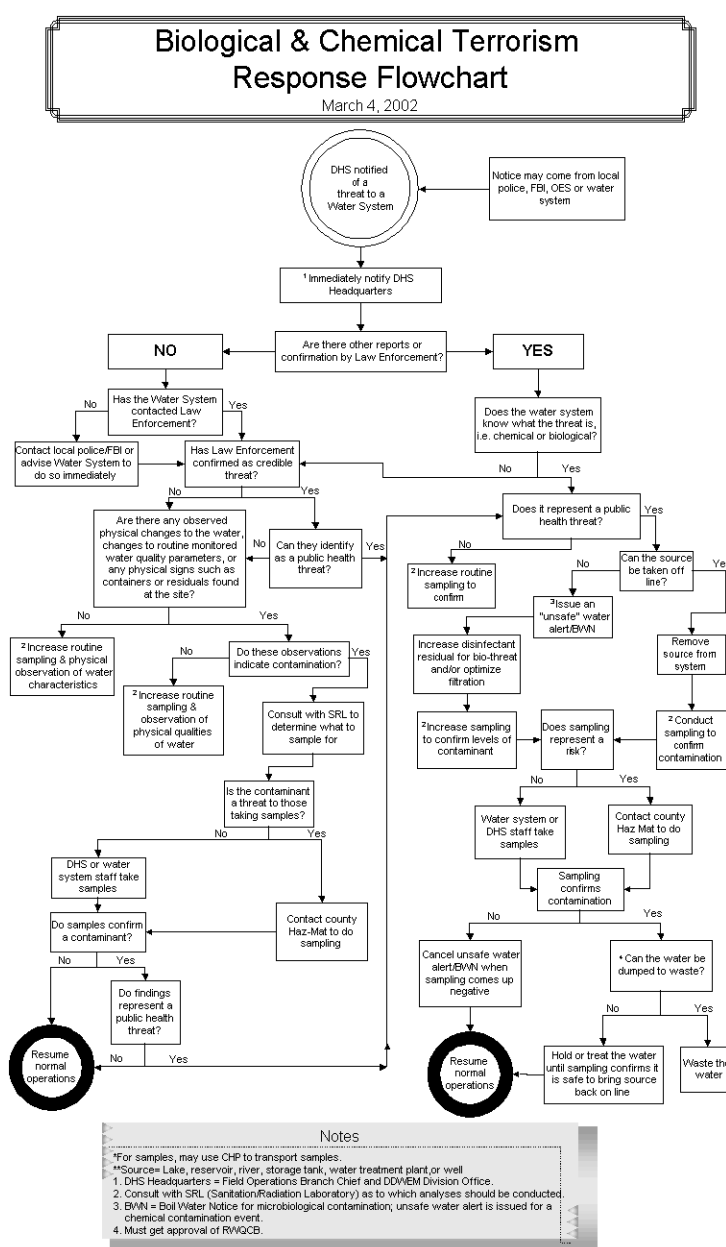 Biological & Chemical Terrorism
Response Flowchart
March 4, 2002
DHS notified
of a
threat to a
Water System
Notice may come from local
police, FBI, OES or water
system
1 Immediately notify DHS
Headquarters
NO
Are there other reports or
confirmation by Law Enforcement?
YES
Has the Water System
contacted Law
Enforcement?
No
Yes
Does the water system
know what the threat is,
i.e. chemical or biological?
No
Yes
Contact local police/FBI or
advise Water System to
do so immediately
Has Law Enforcement
confirmed as credible
threat?
No
Yes
Are there any observed
physical changes to the water,
changes to routine monitored
water quality parameters, or
any physical signs such as
containers or residuals found
at the site?
No
Can they identify
as a public health
threat?
Yes
Does it represent a public
health threat?
No
Yes
2 Increase routine
sampling to
confirm
Can the source
be taken off
line?
No
Yes
3 Issue an
"unsafe" water
alert/BWN
Remove
source from
system
Increase disinfectant
residual for bio-threat
and/or optimize
filtration
No
Yes
2 Increase routine
sampling & physical
observation of water
characteristics
Do these observations
indicate contamination?
No
Yes
2 Increase routine
sampling &
observation of
physical qualities
of water
Consult with SRL to
determine what to
sample for
2 Increase sampling
to confirm levels of
contaminant
Does sampling
represent a
risk?
2 Conduct
sampling to
confirm
contamination
No
Yes
Is the contaminant
a threat to those
taking samples?
No
Yes
Water system or
DHS staff take
samples
Contact county
Haz Mat to do
sampling
DHS or water
system staff take
samples
Sampling
confirms
contamination
No
Yes
Do samples confirm
a contaminant?
Contact county
Haz-Mat to do
sampling
No
Yes
Cancel unsafe water
alert/BWN when
sampling comes up
negative
Can the water be
dumped to waste?
No
Yes
Do findings
represent a
public health
threat?
No
Yes
Resume
normal
operations
Resume
normal
operations
Hold or treat the water
until sampling confirms it
is safe to bring source
back on line
Waste the
water
Notes
*For samples, may use CHP to transport samples.
**Source= Lake, reservoir, river, storage tank, water treatment plant,or well
1. DHS Headquarters = Field Operations Branch Chief and DDWEM Division Office.
2. Consult with SRL (Sanitation/Radiation Laboratory) as to which analyses should be conducted.
3. BWN = Boil Water Notice for microbiological contamination; unsafe water alert is issued for a
chemical contamination event.
4. Must get approval of RWQCB.